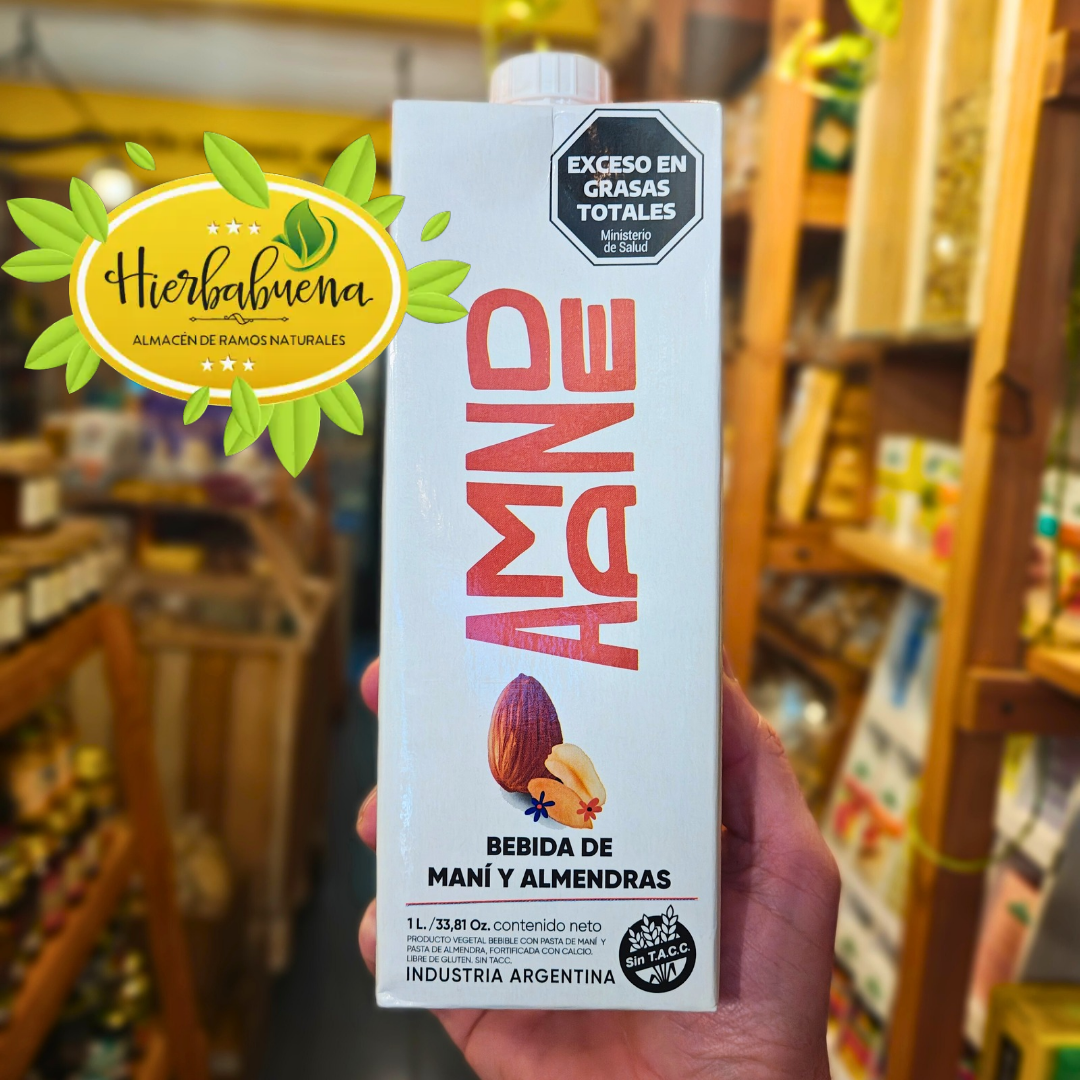 Hierbabuena
ALMACÉN DE RAMOS NATURALES
EXCESO EN
GRASAS
TOTALES
Ministerio
de Salud
AMND
AANE
BEBIDA DE
MANÍ Y ALMENDRAS
1 L. /33,81 Oz. contenido neto
PRODUCTO VEGETAL BEBIBLE CON PASTA DE MANÍ Y
PASTA DE ALMENDRA, FORTIFICADA CON CALCIO.
LIBRE DE GLUTEN. SIN TACC.
INDUSTRIA ARGENTINA
Sin T.A.C.C.